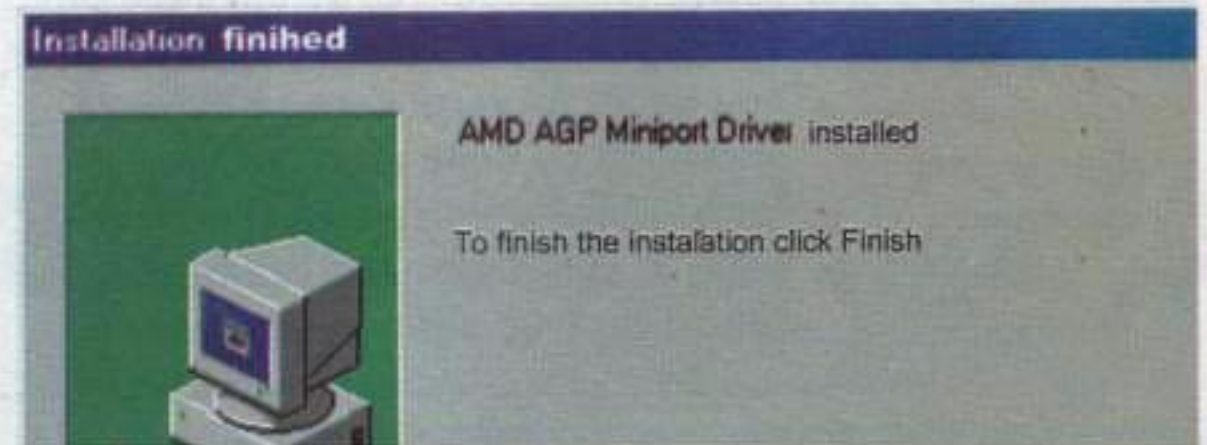 Installation finihed
AMD AGP Miniport Driver installed
To finish the instalation click Finish